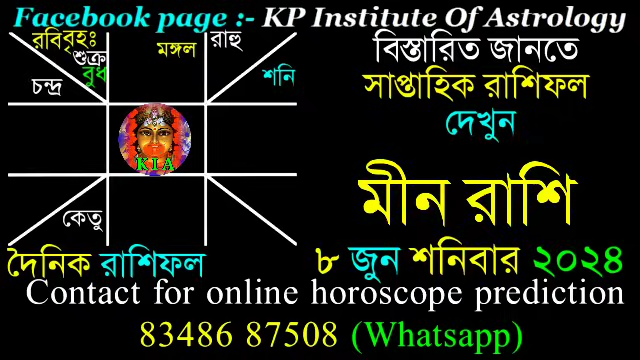 Facebook page :- KP Institute Of Astrology
রবি বৃহঃ
শুক্র
বুধ
চন্দ্র
মঙ্গল
রাহু
শনি
KIA
কেতু
দৈনিক রাশিফল
বিস্তারিত জানতে
সাপ্তাহিক রাশিফল
দেখুন
মীন রাশি
৮ জুন শনিবার ২০২৪
Contact for online horoscope prediction
83486 87508 (Whatsapp)